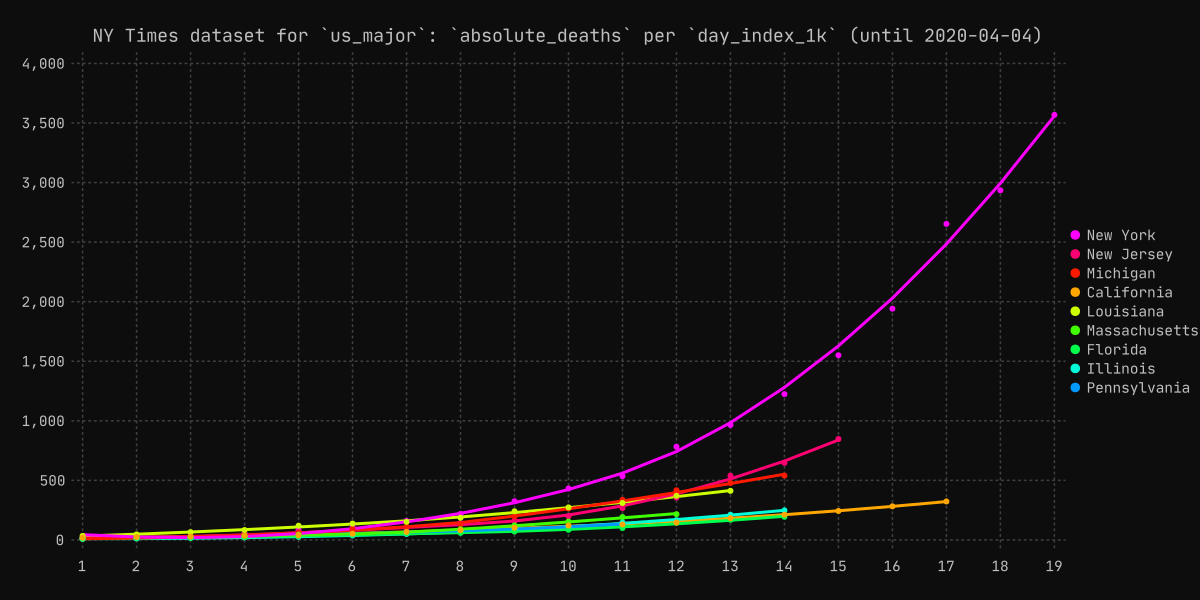 NY Times dataset for `us_major`: `absolute_deaths` per `day_index_1k` (until 2020-04-04)
4,000
3,500
3,000
2,500
2,000
1,500
1,000
500
0
1 2 3 4 5 6 7 8 9 10 11 12 13 14 15 16 17 18 19
New York
New Jersey
Michigan
California
Louisiana
Massachusetts
Florida
Illinois
Pennsylvania